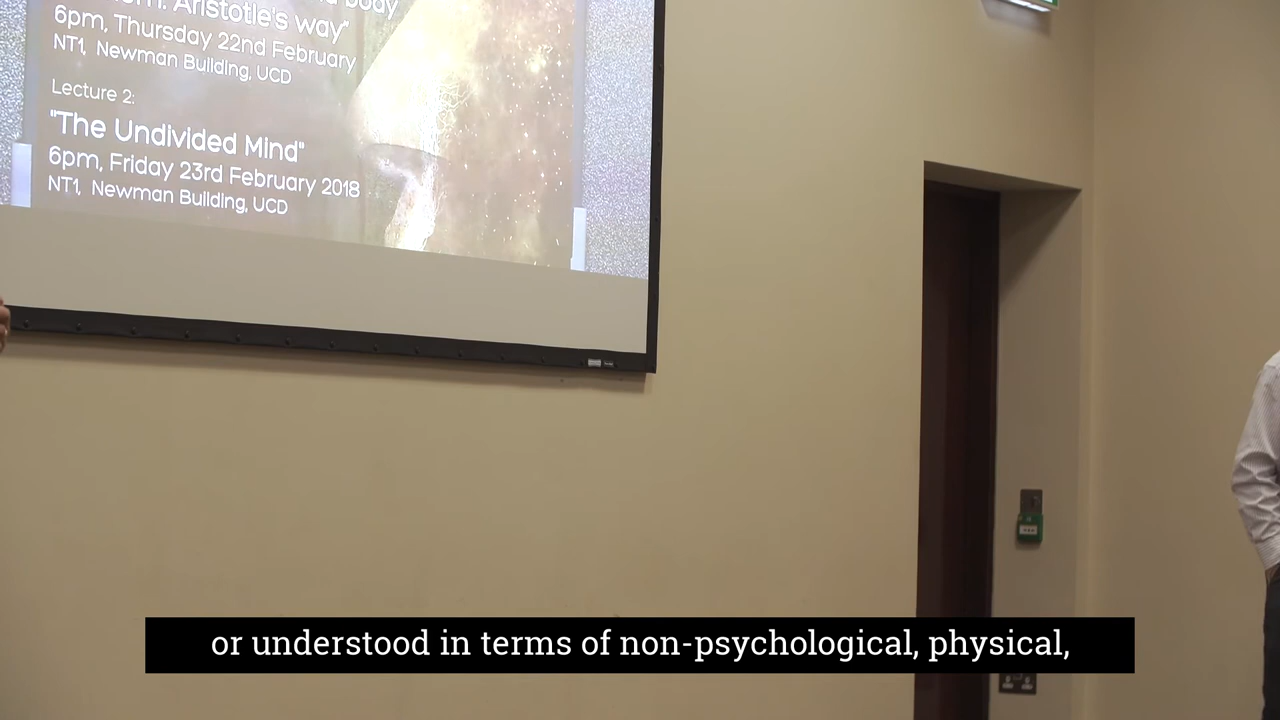 body
Aristotle's way"
6pm, Thursday 22nd February
NT1, Newman Building, UCD
Lecture 2:
"The Undivided Mind"
6pm, Friday 23rd February 2018
NT1, Newman Building, UCD
or understood in terms of non-psychological, physical,